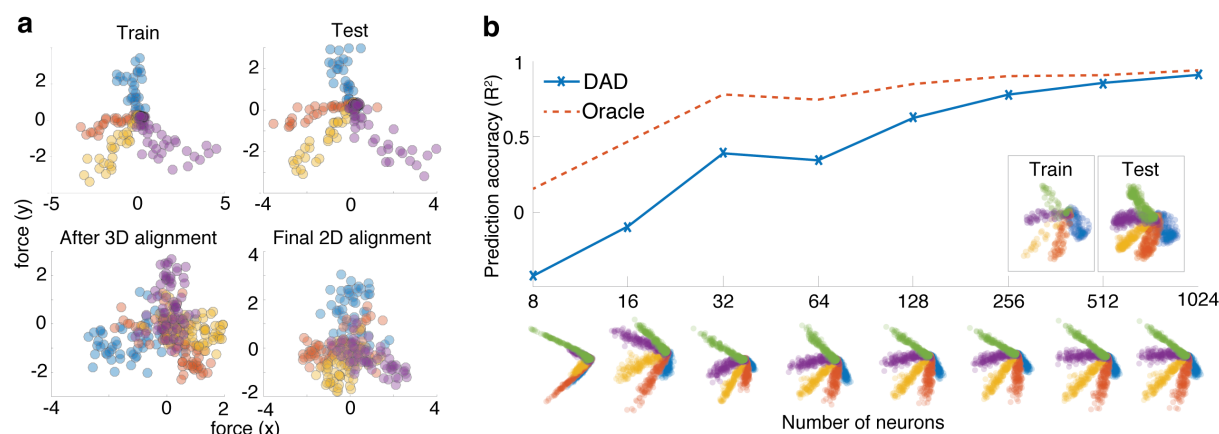 a
Train
Test
2
0
-2
0
5
2
0
-2
-4
0
4
After 3D alignment
Final 2D alignment
2
0
-2
-4
0
2
4
2
0
2
-4
0
4
force (y)
force (x)
b
Prediction accuracy (R²)
1
0.5
0
DAD
Oracle
Train
Test
8
16
32
64
128
256
512
1024
Number of neurons